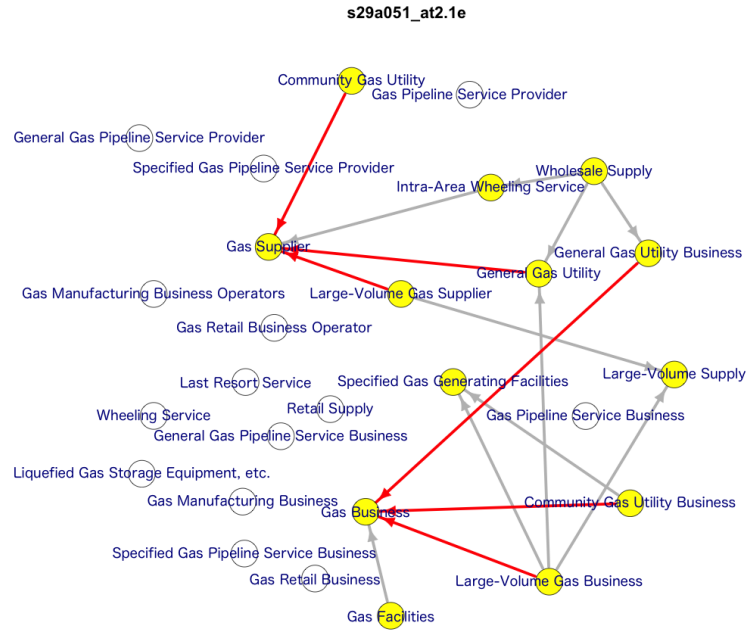 s29a051_at2.1e
Community Gas Utility
Gas Pipeline Service Provider
General Gas Pipeline Service Provider
Specified Gas Pipeline Service Provider
Wholesale Supply
Intra-Area Wheeling Service
Gas Supplier
General Gas Utility Business
General Gas Utility
Gas Manufacturing Business Operators
Large-Volume Gas Supplier
Gas Retail Business Operator
Large-Volume Supply
Last Resort Service
Specified Gas Generating Facilities
Retail Supply
Wheeling Service
Gas Pipeline Service Business
General Gas Pipeline Service Business
Liquefied Gas Storage Equipment, etc.
Gas Manufacturing Business
Community Gas Utility Business
Gas Business
Specified Gas Pipeline Service Business
Gas Retail Business
Large-Volume Gas Business
Gas Facilities